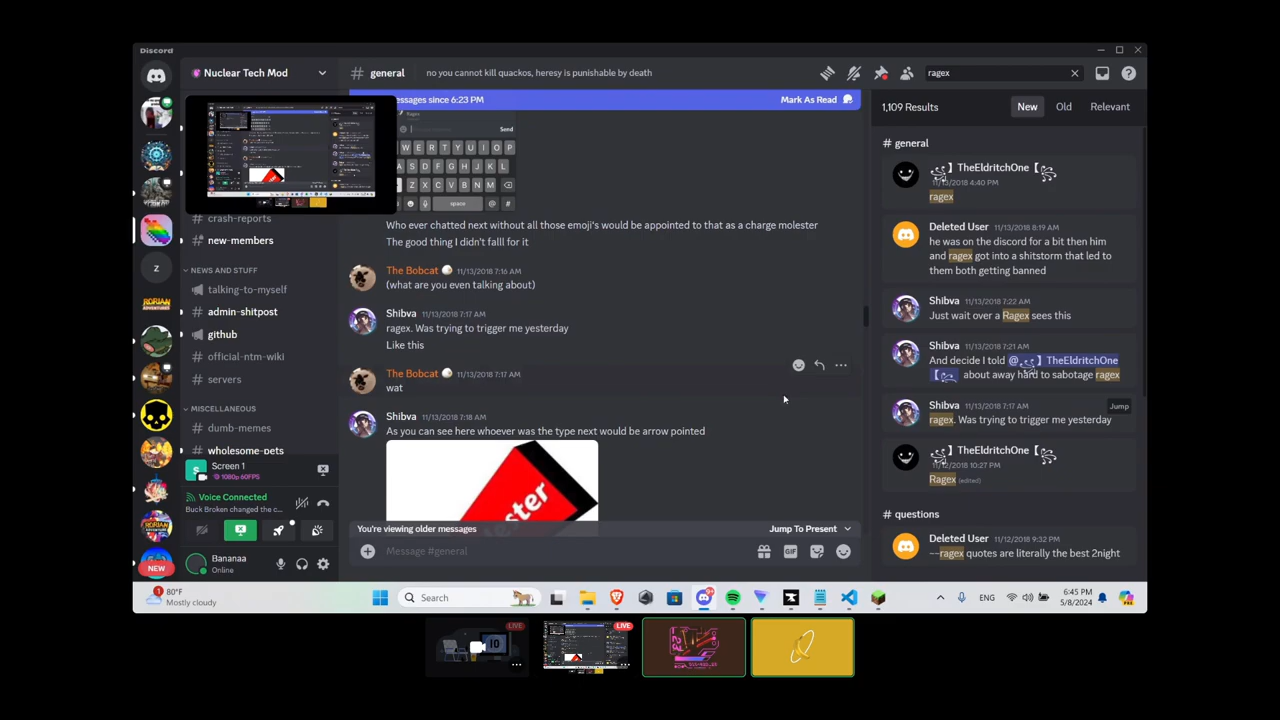 Discord
Nuclear Tech Mod
general
no you cannot kill quackos, heresy is punishable by death
ragex
essages since 6:23 PM
Mark As Read
Send
W E R T Y U I O P
A S D F G H J K L
Z X C V B N M
space
@
#
Who ever chatted next without all those emoji's would be appointed to that as a charge molester
The good thing I didn't falll for it
The Bobcat 11/13/2018 7:16 AM
(what are you even talking about)
Shibva 11/13/2018 7:17 AM
ragex. Was trying to trigger me yesterday
Like this
The Bobcat 11/13/2018 7:17 AM
wat
Shibva 11/13/2018 7:18 AM
As you can see here whoever was the type next would be arrow pointed
ster
You're viewing older messages
Jump To Present
Message #general
GIF
crash-reports
new-members
NEWS AND STUFF
talking-to-myself
admin-shitpost
github
official-ntm-wiki
servers
MISCELLANEOUS
dumb-memes
wholesome-pets
Screen 1
1080p 60FPS
Voice Connected
Buck Broken changed the c...
Bananaa
Online
Z
NEW
1,109 Results
New
Old
Relevant
general
TheEldritchOne
11/13/2018 4:40 PM
ragex
Deleted User 11/13/2018 8:19 AM
he was on the discord for a bit then him
and ragex got into a shitstorm that led to
them both getting banned
Shibva 11/13/2018 7:22 AM
Just wait over a Ragex sees this
Shibva 11/13/2018 7:21 AM
And decide I told @ TheEldritchOne
about away hard to sabotage ragex
Shibva 11/13/2018 7:17 AM
Jump
ragex. Was trying to trigger me yesterday
TheEldritchOne
11/12/2018 10:27 PM
Ragex (edited)
questions
Deleted User 11/12/2018 9:32 PM
~~ragex quotes are literally the best 2night
80°F
Mostly cloudy
Search
ENG
6:45 PM
5/8/2024
LIVE
LIVE